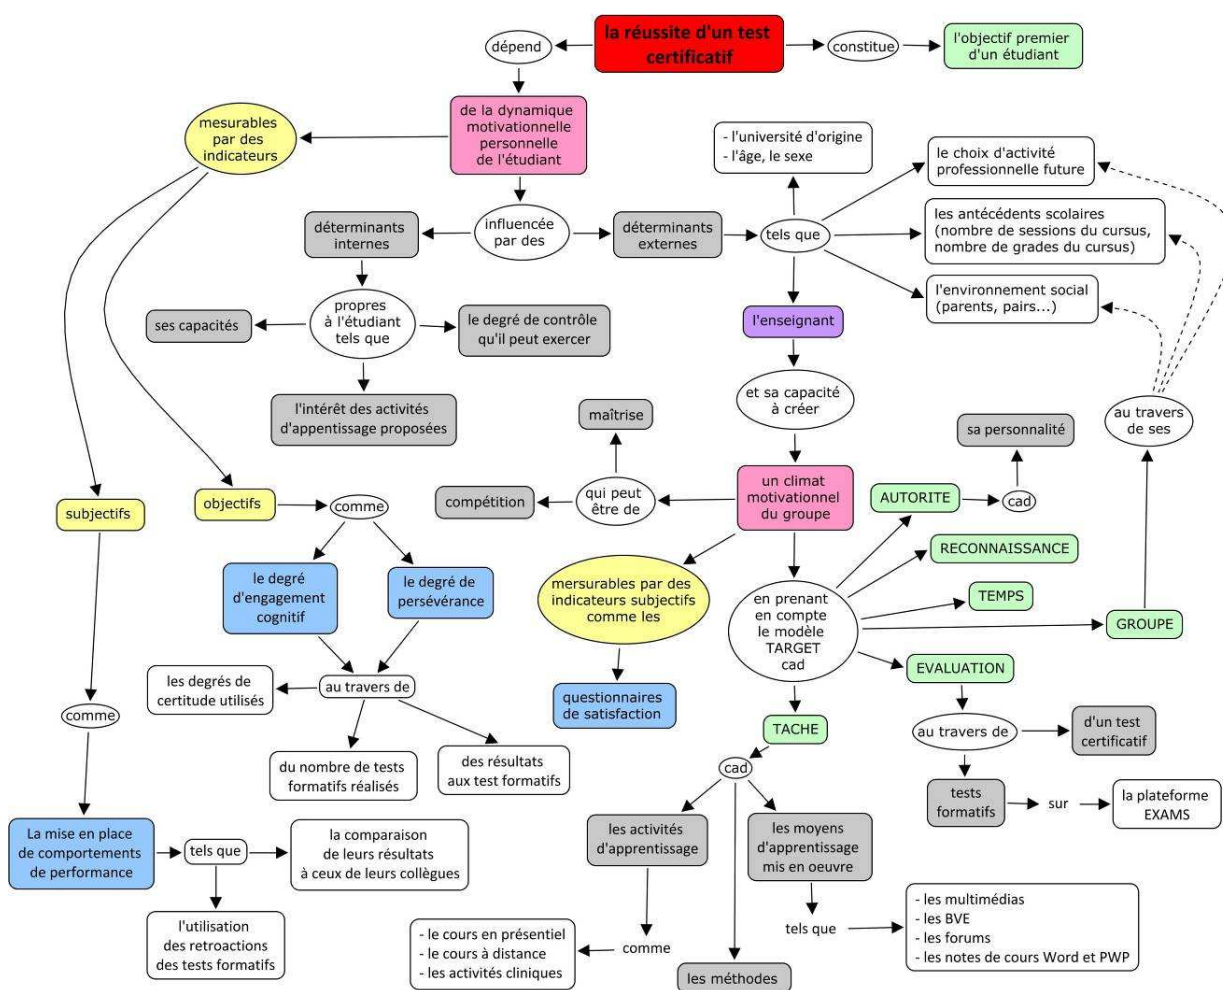 la réussite d'un test
certificatif
dépend
constitue
l'objectif premier
d'un étudiant
de la dynamique
motivationnelle
personnelle
de l'étudiant
mesurables
par des
indicateurs
- l'université d'origine
- l'âge, le sexe
le choix d'activité
professionnelle future
déterminants
internes
influencée
par des
déterminants
externes
tels que
les antécédents scolaires
(nombre de sessions du cursus,
nombre de grades du cursus)
l'environnement social
(parents, pairs...)
ses capacités
propres
à l'étudiant
tels que
le degré de contrôle
qu'il peut exercer
l'enseignant
l'intérêt des activités
d'appentissage proposées
et sa capacité
à créer
maîtrise
sa personnalité
au travers
de ses
subjectifs
objectifs
comme
compétition
qui peut
être de
un climat
motivationnel
du groupe
AUTORITE
cad
RECONNAISSANCE
le degré
d'engagement
cognitif
le degré de
persévérance
mersurables par des
indicateurs subjectifs
comme les
en prenant
en compte
le modèle
TARGET
cad
TEMPS
GROUPE
EVALUATION
les degrés de
certitude utilisés
au travers de
questionnaires
de satisfaction
comme
TACHE
au travers de
d'un test
certificatif
du nombre de tests
formatifs réalisés
des résultats
aux test formatifs
cad
tests
formatifs
sur
la plateforme
EXAMS
La mise en place
de comportements
de performance
tels que
la comparaison
de leurs résultats
à ceux de leurs collègues
les activités
d'apprentissage
les moyens
d'apprentissage
mis en oeuvre
l'utilisation
des retroactions
des tests formatifs
- le cours en présentiel
- le cours à distance
- les activités cliniques
comme
les méthodes
tels que
- les multimédias
- les BVE
- les forums
- les notes de cours Word et PWP